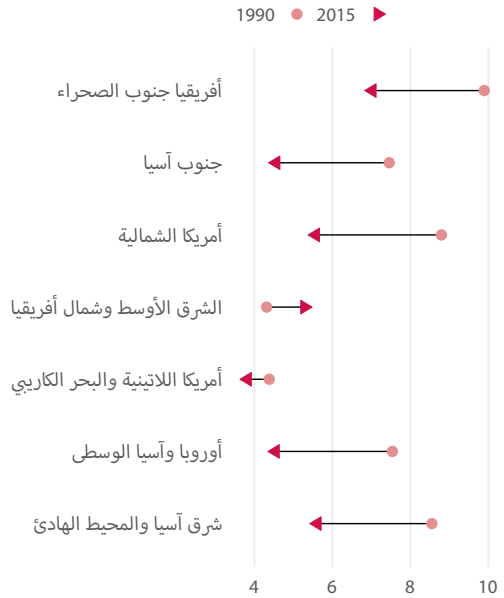 1990 2015
أفريقيا جنوب الصحراء
جنوب آسيا
أمريكا الشمالية
الشرق الأوسط وشمال أفريقيا
أمريكا اللاتينية والبحر الكاريبي
أوروبا وآسيا الوسطى
شرق آسيا والمحيط الهادئ
4 6 8 10